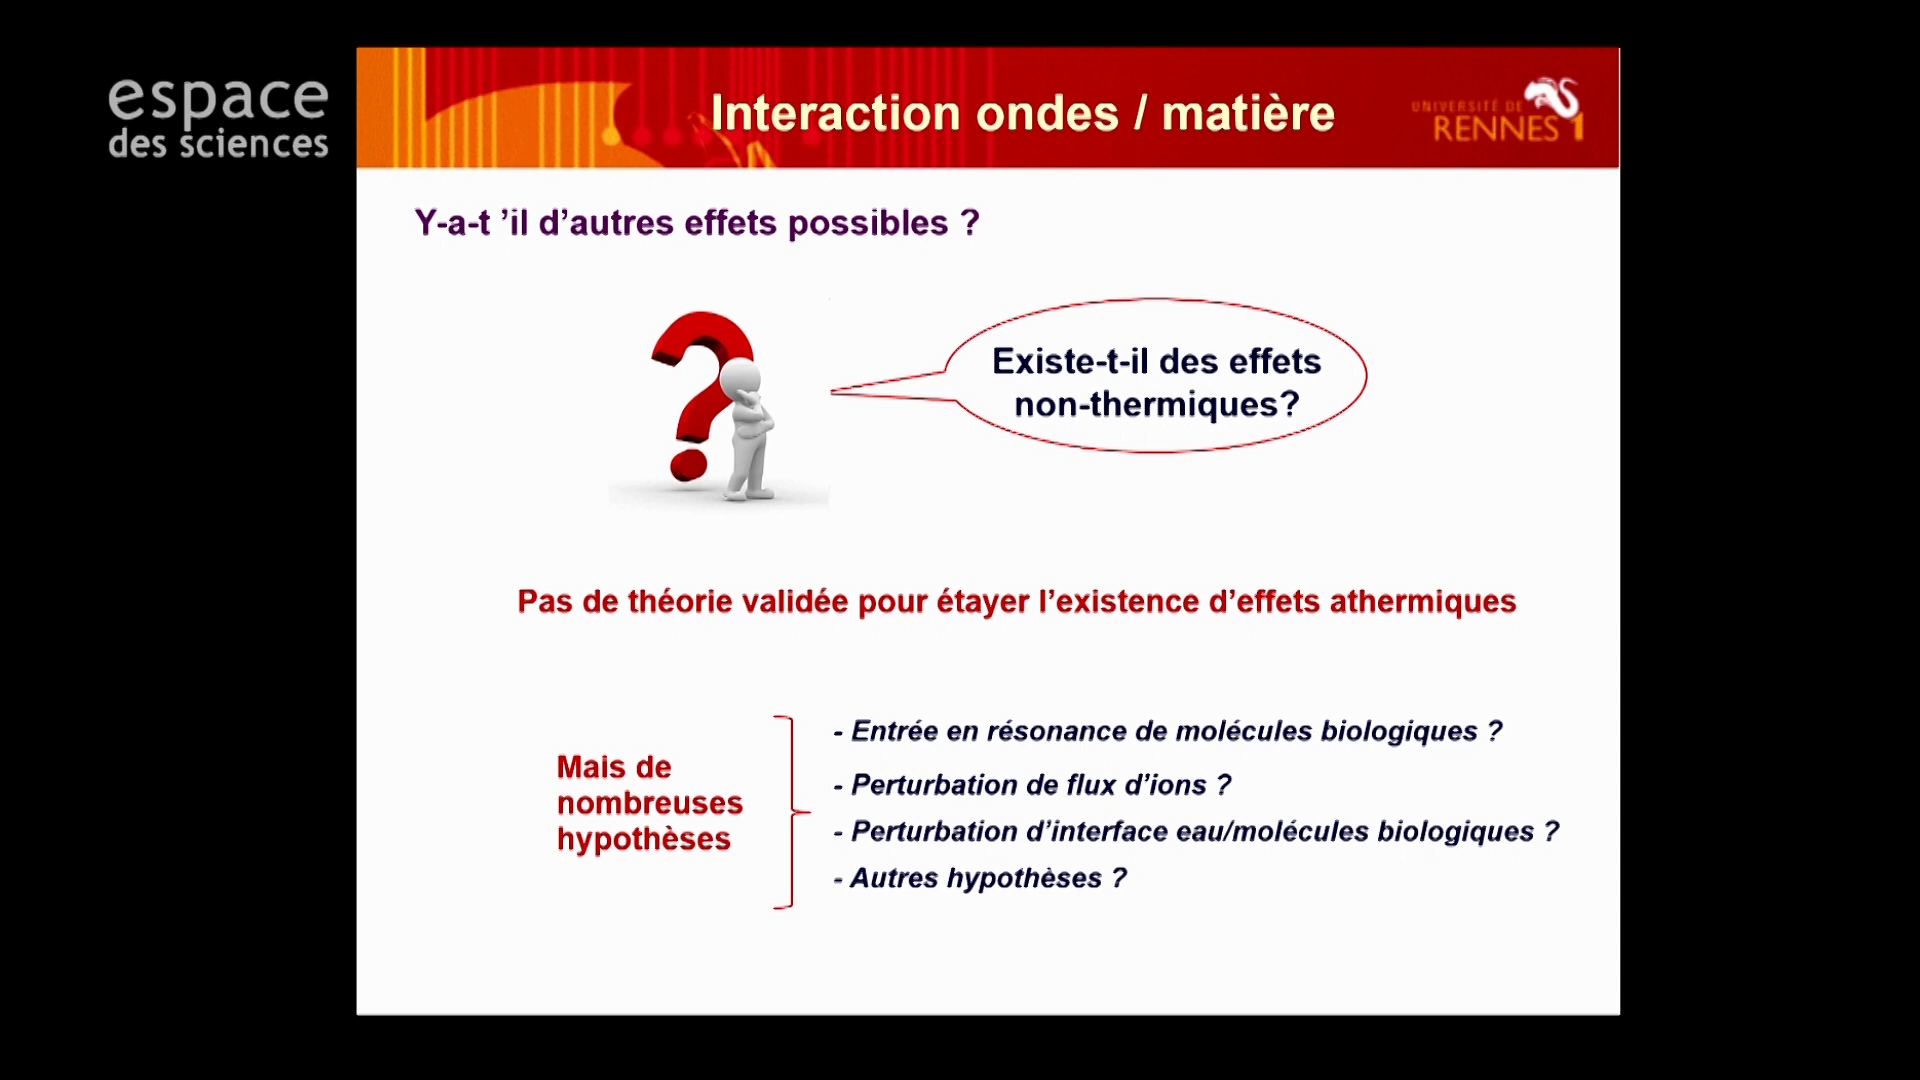 espace
des sciences
Interaction ondes / matière
UNIVERSITÉ DE
RENNES 1
Y-a-t ’il d’autres effets possibles ?
Existe-t-il des effets
non-thermiques?
Pas de théorie validée pour étayer l’existence d’effets athermiques
Mais de
nombreuses
hypothèses
- Entrée en résonance de molécules biologiques ?
- Perturbation de flux d’ions ?
- Perturbation d’interface eau/molécules biologiques ?
- Autres hypothèses ?